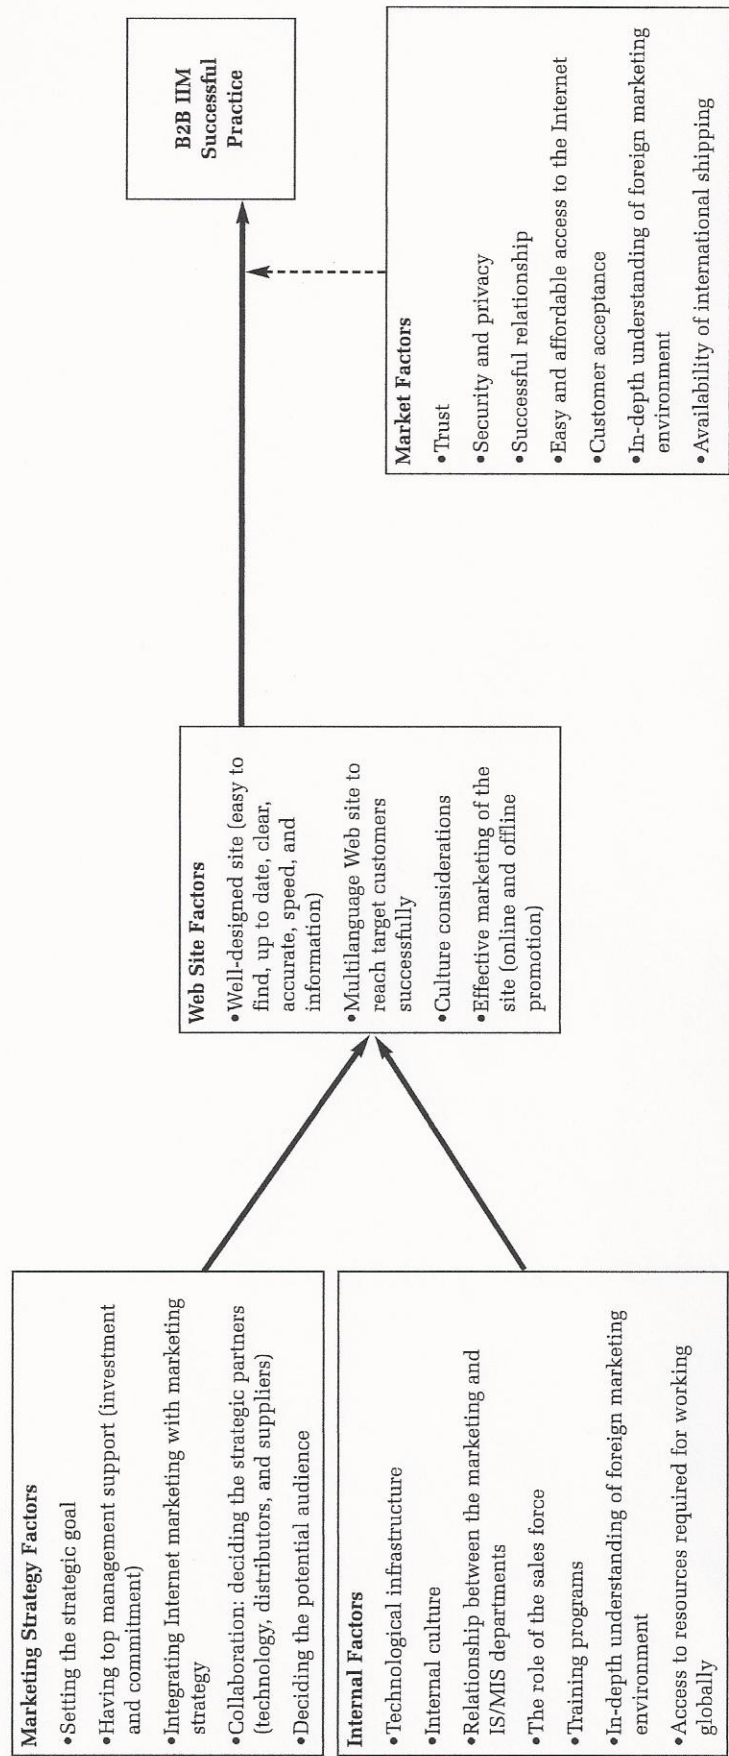 Marketing Strategy Factors
•Setting the strategic goal
•Having top management support (investment
and commitment)
•Integrating Internet marketing with marketing
strategy
•Collaboration: deciding the strategic partners
(technology, distributors, and suppliers)
•Deciding the potential audience
Internal Factors
•Technological infrastructure
•Internal culture
•Relationship between the marketing and
IS/MIS departments
•The role of the sales force
•Training programs
•In-depth understanding of foreign marketing
environment
•Access to resources required for working
globally
Web Site Factors
•Well-designed site (easy to
find, up to date, clear,
accurate, speed, and
information)
•Multilanguage Web site to
reach target customers
successfully
•Culture considerations
•Effective marketing of the
site (online and offline
promotion)
B2B IIM
Successful
Practice
Market Factors
•Trust
•Security and privacy
•Successful relationship
•Easy and affordable access to the Internet
•Customer acceptance
•In-depth understanding of foreign marketing
environment
•Availability of international shipping